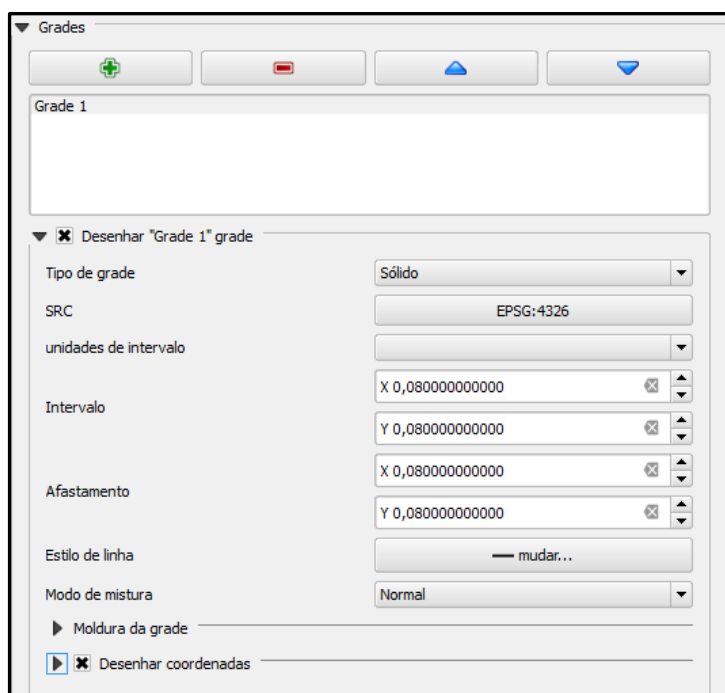 Grades
Grade 1
Desenhar "Grade 1" grade
Tipo de grade Sólido
SRC EPSG:4326
unidades de intervalo
Intervalo
X 0,080000000000
Y 0,080000000000
Afastamento
X 0,080000000000
Y 0,080000000000
Estilo de linha mudar...
Modo de mistura Normal
Moldura da grade
Desenhar coordenadas